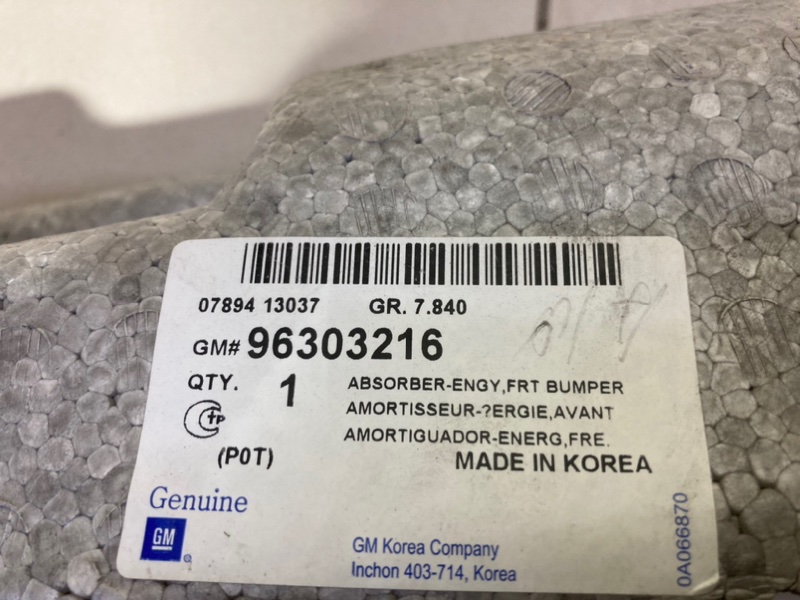 07894 13037 GR. 7.840
GM# 96303216
QTY. 1 ABSORBER-ENGY,FRT BUMPER
AMORTISSEUR-?ERGIE,AVANT
AMORTIGUADOR-ENERG,FRE.
(P0T) MADE IN KOREA
Genuine
GM
GM Korea Company
Inchon 403-714, Korea
0A066870